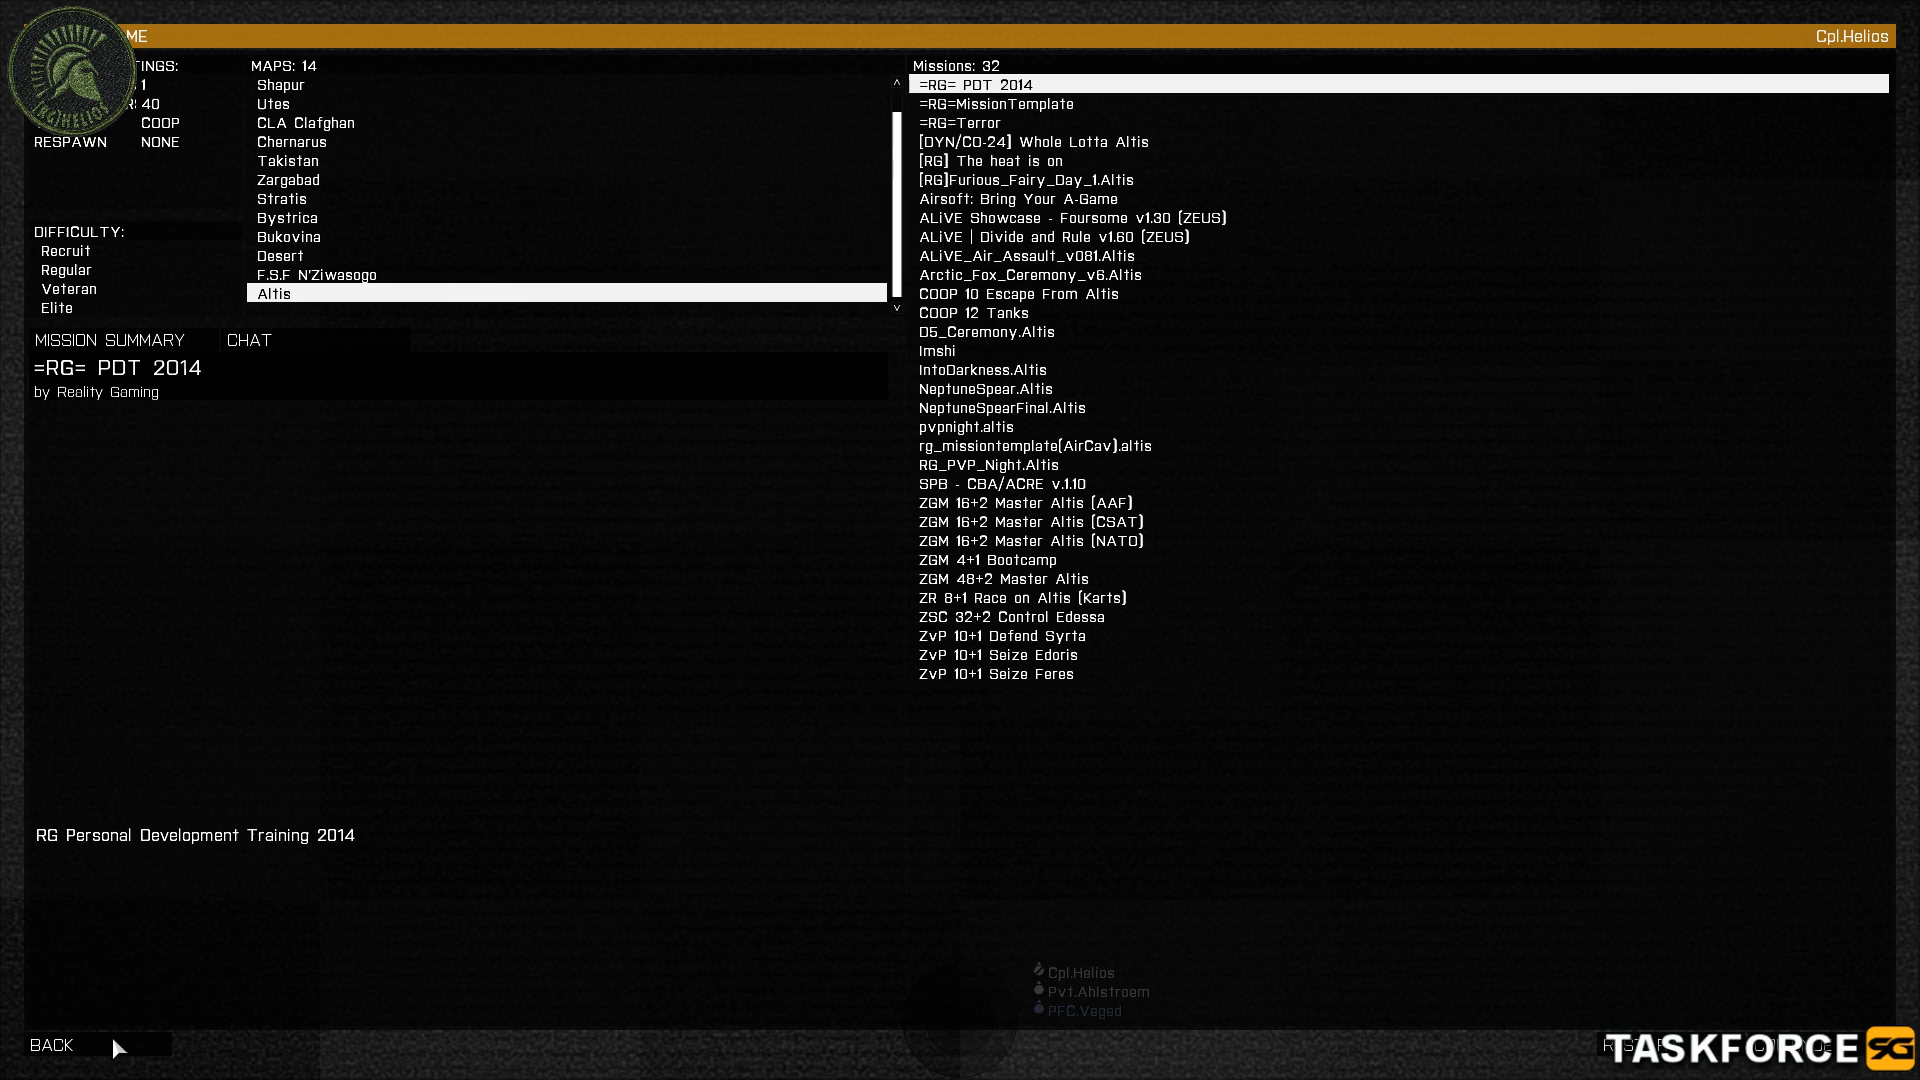 ME
Cpl.Helios
TINGS:
1
R: 40
COOP
RESPAWN NONE
(RG)HELIOS
DIFFICULTY:
Recruit
Regular
Veteran
Elite
MAPS: 14
Shapur
Utes
CLA Clafghan
Chernarus
Takistan
Zargabad
Stratis
Bystrica
Bukovina
Desert
F.S.F N'Ziwasogo
Altis
MISSION SUMMARY CHAT
=RG= PDT 2014
by Reality Gaming
RG Personal Development Training 2014
Missions: 32
=RG= PDT 2014
=RG=MissionTemplate
=RG=Terror
[DYN/CO-24] Whole Lotta Altis
[RG] The heat is on
[RG]Furious_Fairy_Day_1.Altis
Airsoft: Bring Your A-Game
ALiVE Showcase - Foursome v1.30 (ZEUS)
ALiVE | Divide and Rule v1.60 (ZEUS)
ALiVE_Air_Assault_v081.Altis
Arctic_Fox_Ceremony_v6.Altis
COOP 10 Escape From Altis
COOP 12 Tanks
D5_Ceremony.Altis
Imshi
IntoDarkness.Altis
NeptuneSpear.Altis
NeptuneSpearFinal.Altis
pvpnight.altis
rg_missiontemplate(AirCav).altis
RG_PVP_Night.Altis
SPB - CBA/ACRE v.1.10
ZGM 16+2 Master Altis (AAF)
ZGM 16+2 Master Altis (CSAT)
ZGM 16+2 Master Altis (NATO)
ZGM 4+1 Bootcamp
ZGM 48+2 Master Altis
ZR 8+1 Race on Altis (Karts)
ZSC 32+2 Control Edessa
ZvP 10+1 Defend Syrta
ZvP 10+1 Seize Edoris
ZvP 10+1 Seize Feres
Cpl.Helios
Pvt.Ahlstroem
PFC.Veged
BACK
TASKFORCE SG